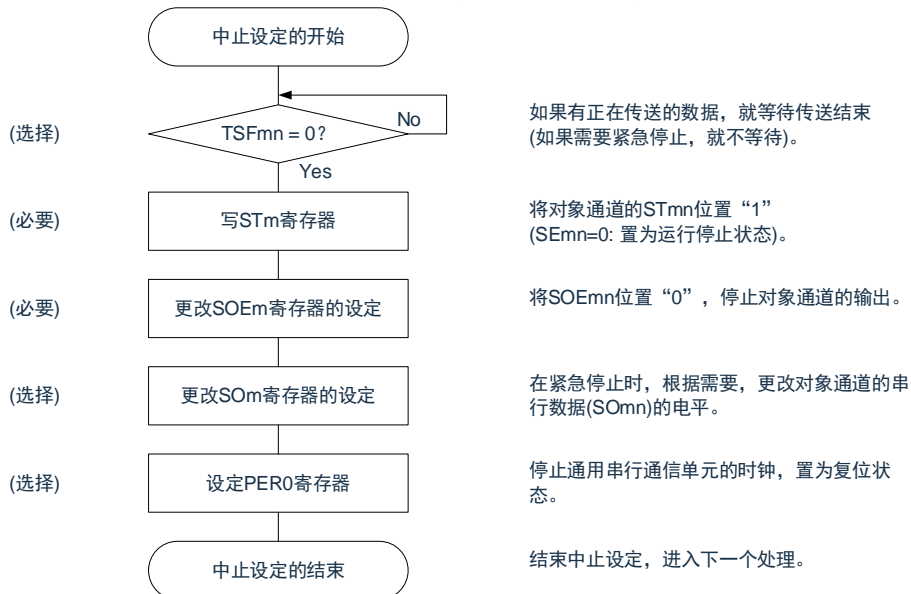 中止设定的开始
(选择)
TSFmn = 0?
No
Yes
如果有正在传送的数据，就等待传送结束
(如果需要紧急停止，就不等待)。
(必要)
写STm寄存器
将对象通道的STmn位置“1”
(SEmn=0: 置为运行停止状态)。
(必要)
更改SOEm寄存器的设定
将SOEmn位置“0”，停止对象通道的输出。
(选择)
更改SOm寄存器的设定
在紧急停止时，根据需要，更改对象通道的串
行数据(SOmn)的电平。
(选择)
设定PER0寄存器
停止通用串行通信单元的时钟，置为复位状
态。
中止设定的结束
结束中止设定，进入下一个处理。